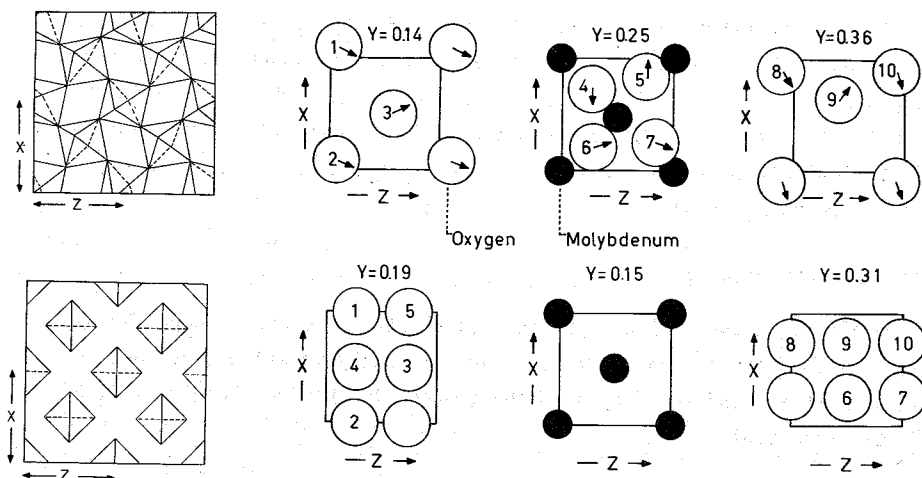 X
Z
Y=0.14
1
3
2
X
Z
Oxygen
Y=0.25
4
5
6
7
X
Z
Molybdenum
Y=0.36
8
10
9
X
Z
X
Z
Y=0.19
1
5
4
3
2
X
Z
Y=0.15
X
Z
Y=0.31
8
9
10
6
7
X
Z